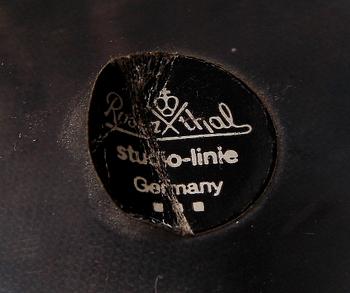 Rosenthal
studio-linie
Germany